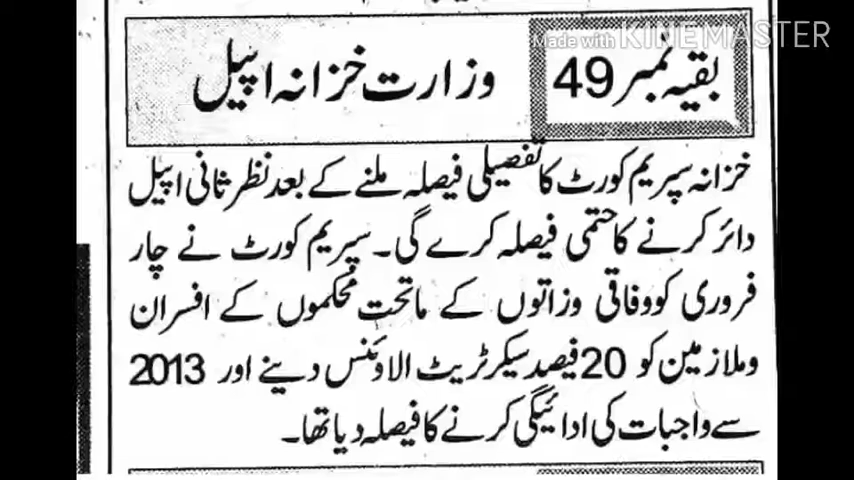 Made with KINEMASTER
بقیہ نمبر 49
وزارت خزانہ اپیل
خزانہ سپریم کورٹ کا تفصیلی فیصلہ ملنے کے بعد نظر ثانی اپیل
دائر کرنے کا حتمی فیصلہ کرے گی۔ سپریم کورٹ نے چار
فروری کو وفاقی وزاتوں کے ماتحت محکموں کے افسران
وملازمین کو 20 فیصد سیکرٹریٹ الاؤنس دینے اور 2013
سے واجبات کی ادائیگی کرنے کا فیصلہ دیا تھا۔